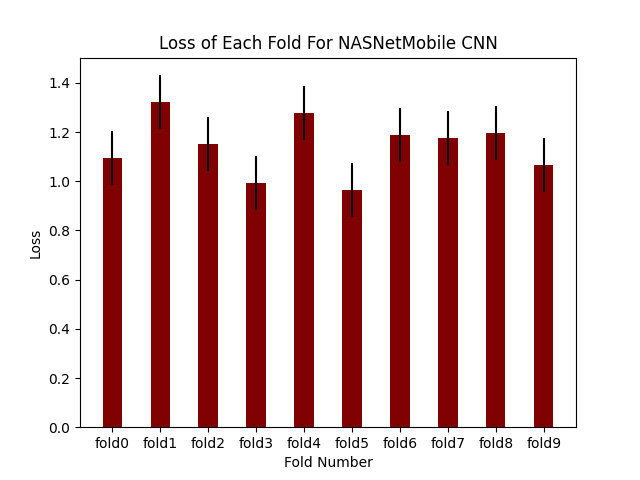 Loss of Each Fold For NASNetMobile CNN
1.4
1.2
1.0
0.8
0.6
0.4
0.2
0.0
Loss
fold0 fold1 fold2 fold3 fold4 fold5 fold6 fold7 fold8 fold9
Fold Number